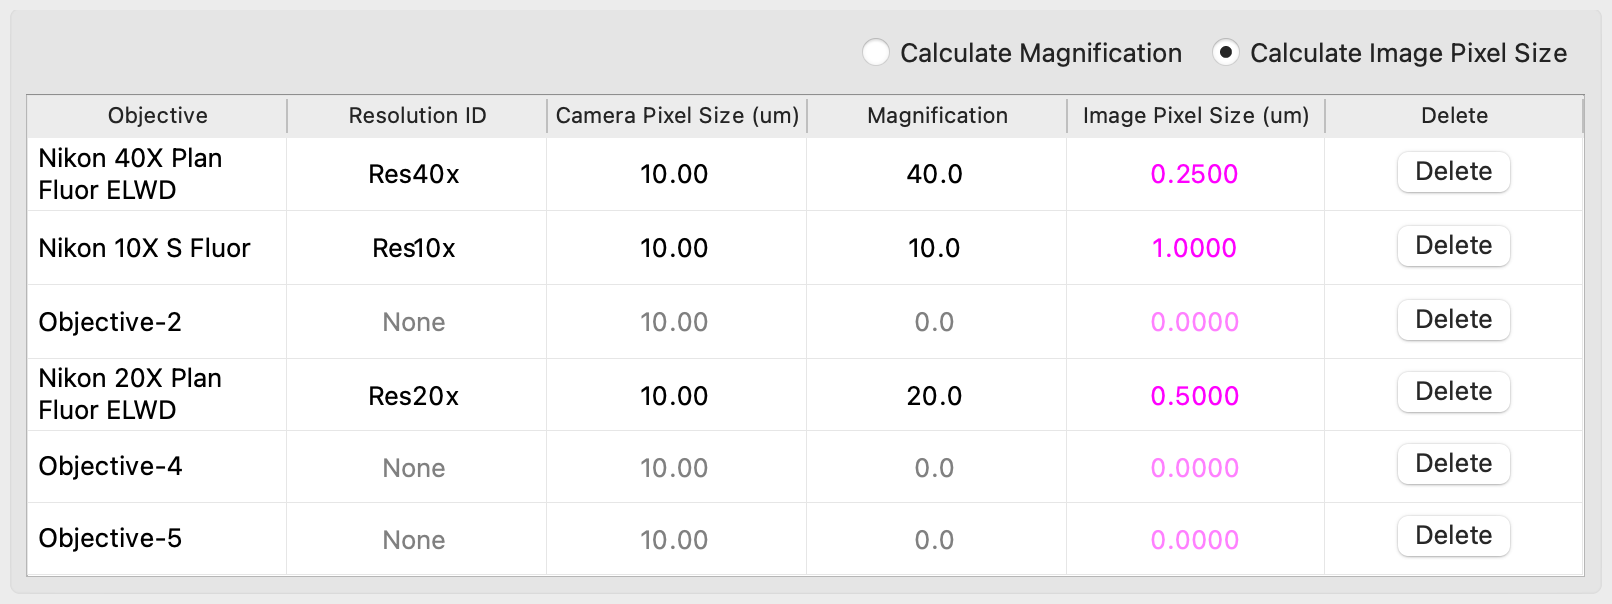 Calculate Magnification Calculate Image Pixel Size
Objective Resolution ID Camera Pixel Size (um) Magnification Image Pixel Size (um) Delete
Nikon 40X Plan
Fluor ELWD Res40x 10.00 40.0 0.2500 Delete
Nikon 10X S Fluor Res10x 10.00 10.0 1.0000 Delete
Objective-2 None 10.00 0.0 0.0000 Delete
Nikon 20X Plan
Fluor ELWD Res20x 10.00 20.0 0.5000 Delete
Objective-4 None 10.00 0.0 0.0000 Delete
Objective-5 None 10.00 0.0 0.0000 Delete